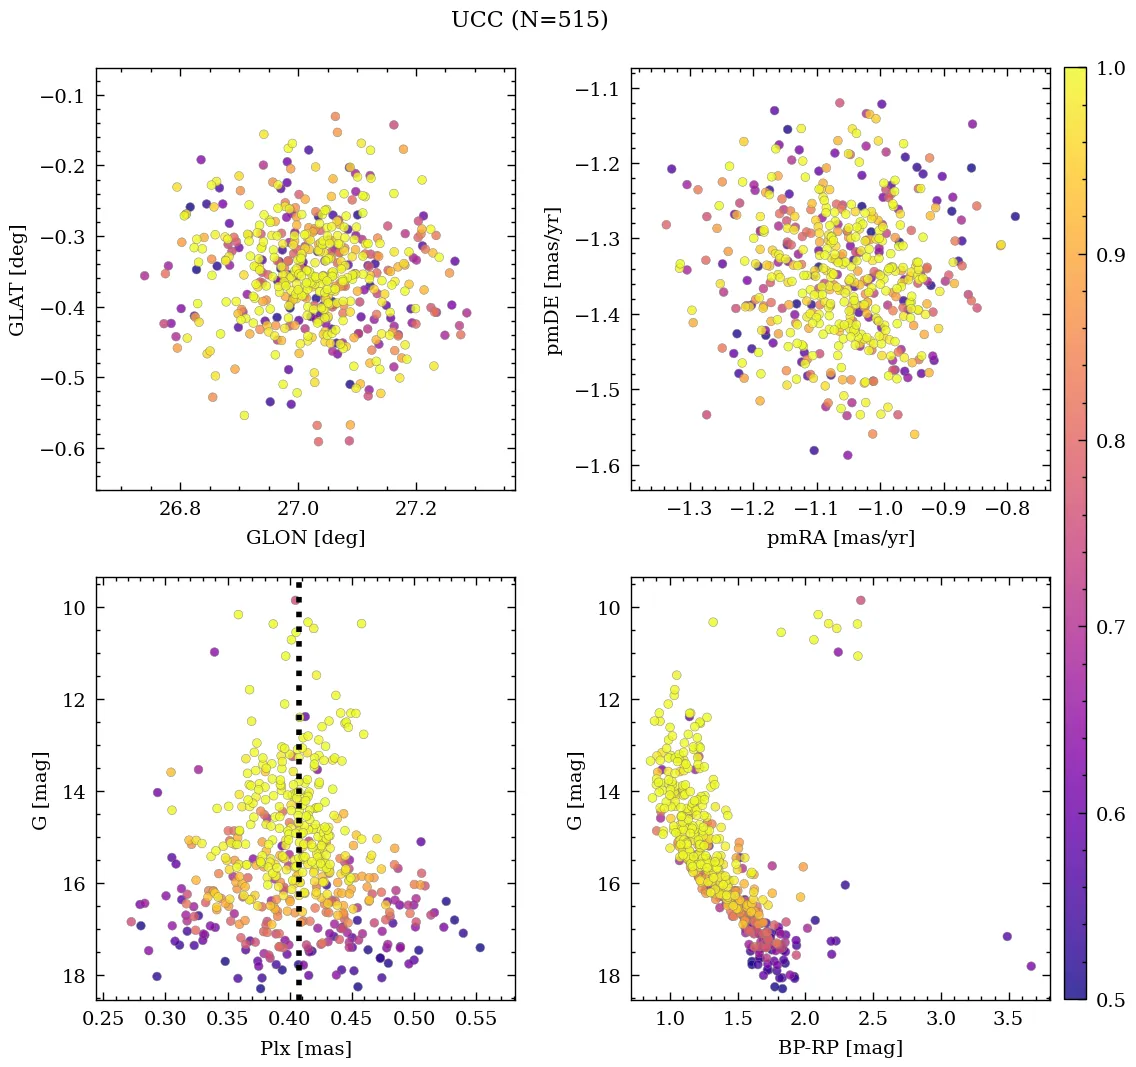 UCC (N=515)
−0.1
−0.2
−0.3
−0.4
−0.5
−0.6
GLAT [deg]
26.8 27.0 27.2
GLON [deg]
−1.1
−1.2
−1.3
−1.4
−1.5
−1.6
pmDE [mas/yr]
−1.3 −1.2 −1.1 −1.0 −0.9 −0.8
pmRA [mas/yr]
10
12
14
16
18
G [mag]
0.25 0.30 0.35 0.40 0.45 0.50 0.55
Plx [mas]
10
12
14
16
18
G [mag]
1.0 1.5 2.0 2.5 3.0 3.5
BP-RP [mag]
1.0
0.9
0.8
0.7
0.6
0.5